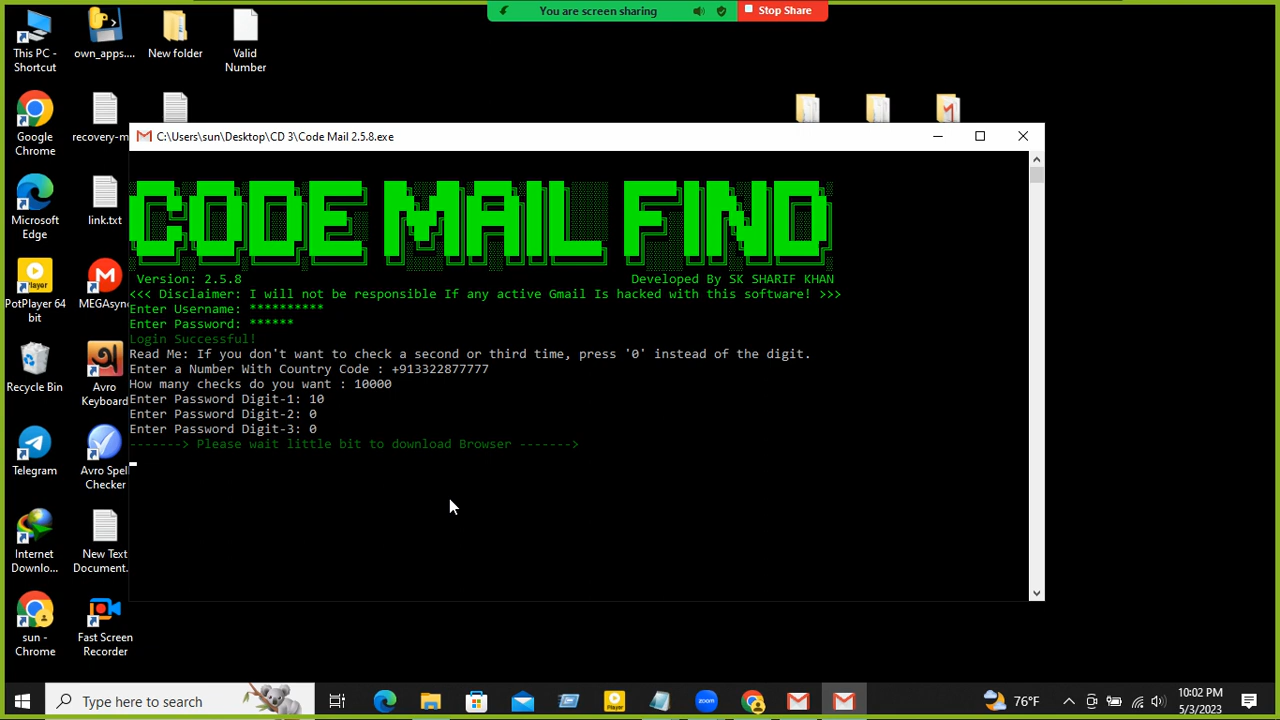 You are screen sharing
Stop Share
This PC -
Shortcut
own_apps....
New folder
Valid
Number
Google
Chrome
recovery-m
C:\Users\sun\Desktop\CD 3\Code Mail 2.5.8.exe
CODE MAIL FIND
Version: 2.5.8
Developed By SK SHARIF KHAN
<<< Disclaimer: I will not be responsible If any active Gmail Is hacked with this software! >>>
Enter Username: **********
Enter Password: ******
Login Successful!
Read Me: If you don't want to check a second or third time, press '0' instead of the digit.
Enter a Number With Country Code : +913322877777
How many checks do you want : 10000
Enter Password Digit-1: 10
Enter Password Digit-2: 0
Enter Password Digit-3: 0
-------> Please wait little bit to download Browser ------->
Microsoft
Edge
link.txt
PotPlayer 64
bit
MEGAsync
Recycle Bin
Avro
Keyboard
Telegram
Avro Spell
Checker
Internet
Downlo...
New Text
Document.
sun -
Chrome
Fast Screen
Recorder
Type here to search
Player
zoom
76°F
10:02 PM
5/3/2023